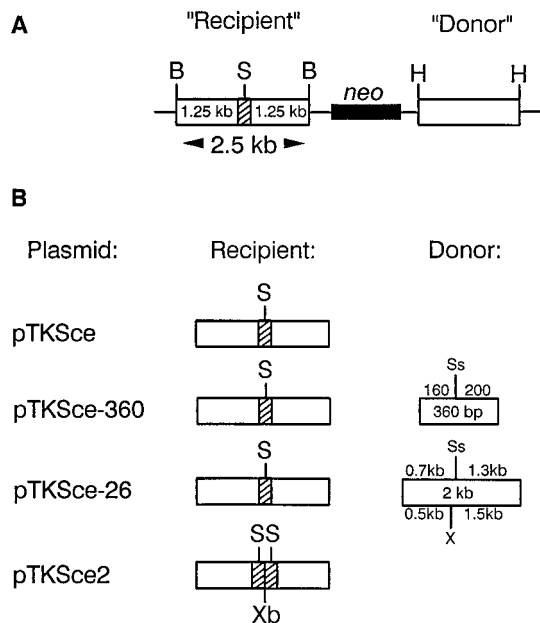 A
"Recipient" "Donor"
B S B H H
neo
1.25 kb 1.25 kb
2.5 kb
B
Plasmid: Recipient: Donor:
S
pTKSce
S Ss
160 200
pTKSce-360 360 bp
S Ss
0.7kb 1.3kb
pTKSce-26 2 kb
0.5kb 1.5kb
X
SS
pTKSce2
Xb